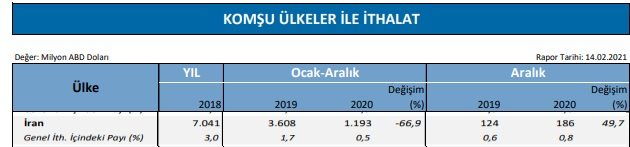 KOMŞU ÜLKELER İLE İTHALAT
Değer: Milyon ABD Doları Rapor Tarihi: 14.02.2021
Ülke YIL Ocak-Aralık Aralık
2018 2019 2020 Değişim (%) 2019 2020 Değişim (%)
İran 7.041 3.608 1.193 -66,9 124 186 49,7
Genel İth. İçindeki Payı (%) 3,0 1,7 0,5 0,6 0,8